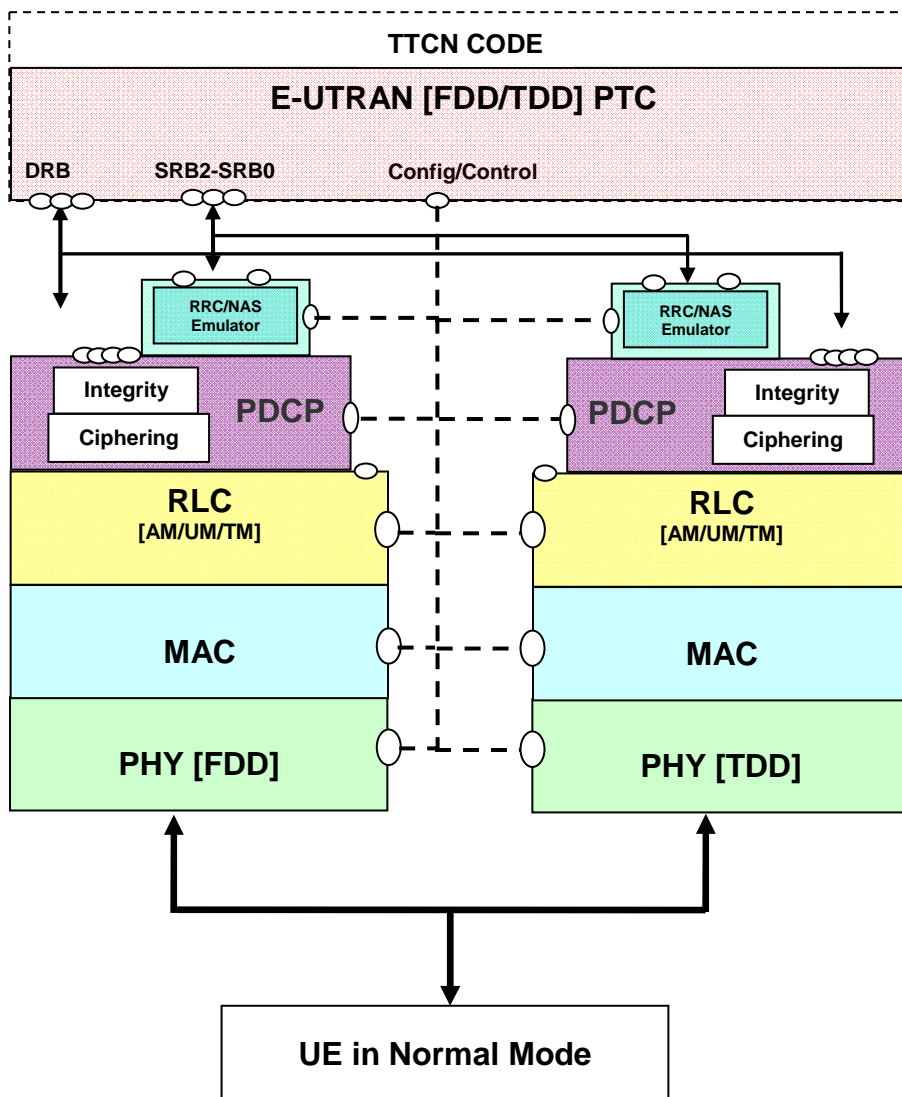 TTCN CODE
E-UTRAN [FDD/TDD] PTC
DRB
SRB2-SRB0
Config/Control
RRC/NAS
Emulator
RRC/NAS
Emulator
Integrity
Ciphering
PDCP
PDCP
Integrity
Ciphering
RLC
[AM/UM/TM]
RLC
[AM/UM/TM]
MAC
MAC
PHY [FDD]
PHY [TDD]
UE in Normal Mode